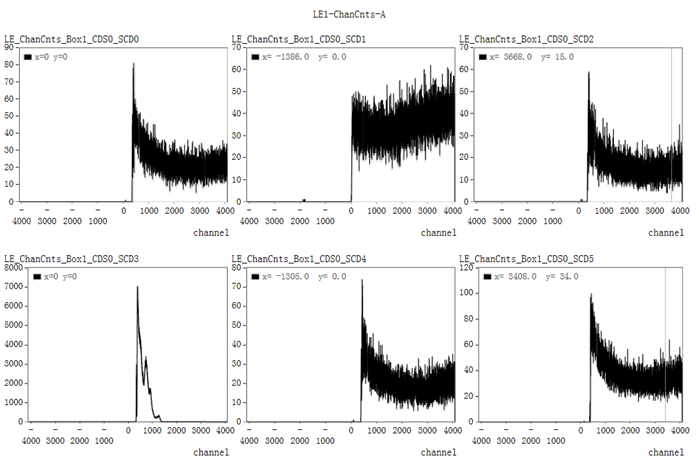 LE1-ChanCnts-A
LE_ChanCnts_Box1_CDS0_SCD0
x=0 y=0
90
80
70
60
50
40
30
20
10
0
- - - - 0 1000 2000 3000 4000
4000 3000 2000 1000
channel
LE_ChanCnts_Box1_CDS0_SCD1
x= -1386.0 y= 0.0
70
60
50
40
30
20
10
0
- - - - 0 1000 2000 3000 4000
4000 3000 2000 1000
channel
LE_ChanCnts_Box1_CDS0_SCD2
x= 3668.0 y= 15.0
70
60
50
40
30
20
10
0
- - - - 0 1000 2000 3000 4000
4000 3000 2000 1000
channel
LE_ChanCnts_Box1_CDS0_SCD3
x=0 y=0
8000
7000
6000
5000
4000
3000
2000
1000
0
- - - - 0 1000 2000 3000 4000
4000 3000 2000 1000
channel
LE_ChanCnts_Box1_CDS0_SCD4
x= -1305.0 y= 0.0
80
70
60
50
40
30
20
10
0
- - - - 0 1000 2000 3000 4000
4000 3000 2000 1000
channel
LE_ChanCnts_Box1_CDS0_SCD5
x= 3408.0 y= 34.0
120
100
80
60
40
20
0
- - - - 0 1000 2000 3000 4000
4000 3000 2000 1000
channel